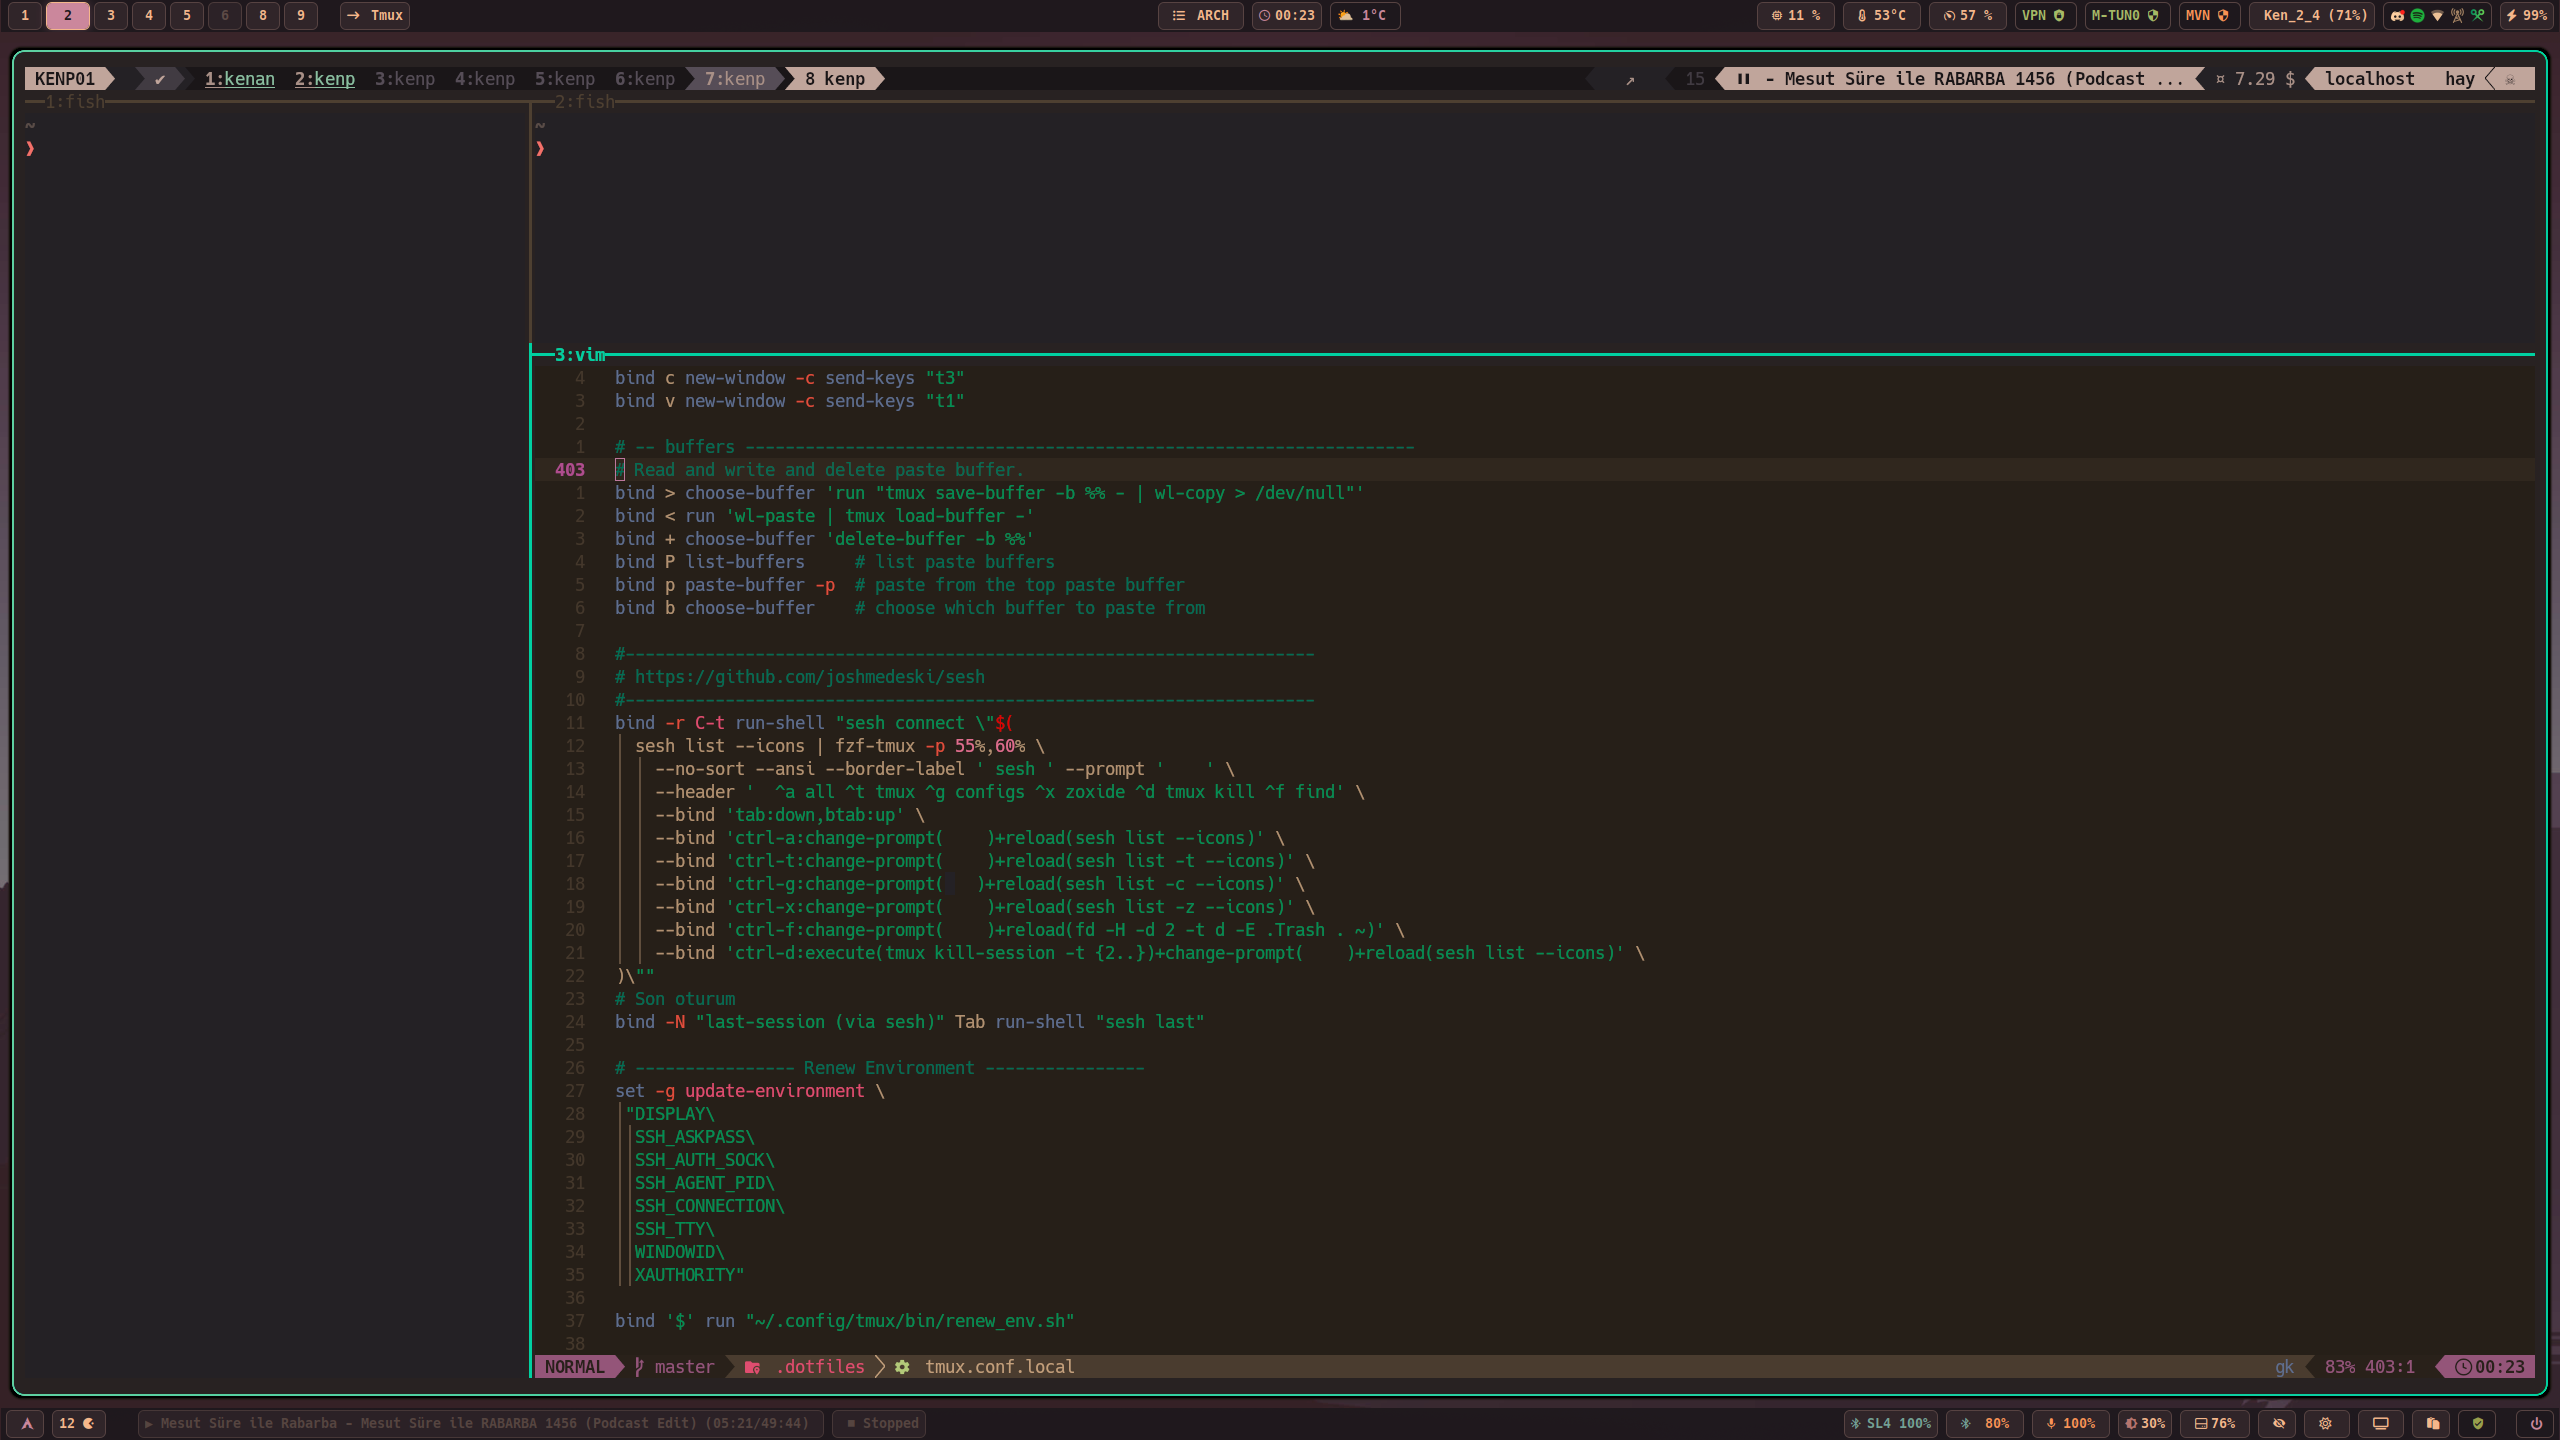 1 2 3 4 5 6 8 9 → Tmux ARCH 00:23 1°C 11 % 53°C 57 % VPN M-TUN0 MVN Ken_2_4 (71%) 99%
KENP01 ✔ 1:kenan 2:kenp 3:kenp 4:kenp 5:kenp 6:kenp 7:kenp 8 kenp ↗ 15 - Mesut Süre ile RABARBA 1456 (Podcast ... ¤ 7.29 $ localhost hay
1:fish 2:fish
~ ~
❯ ❯
3:vim
4 bind c new-window -c send-keys "t3"
3 bind v new-window -c send-keys "t1"
2
1 # -- buffers -------------------------------------------------------------------
403 # Read and write and delete paste buffer.
1 bind > choose-buffer 'run "tmux save-buffer -b %% - | wl-copy > /dev/null"'
2 bind < run 'wl-paste | tmux load-buffer -'
3 bind + choose-buffer 'delete-buffer -b %%'
4 bind P list-buffers     # list paste buffers
5 bind p paste-buffer -p  # paste from the top paste buffer
6 bind b choose-buffer    # choose which buffer to paste from
7
8 #---------------------------------------------------------------------
9 # https://github.com/joshmedeski/sesh
10 #---------------------------------------------------------------------
11 bind -r C-t run-shell "sesh connect \"$(
12 sesh list --icons | fzf-tmux -p 55%,60% \
13 --no-sort --ansi --border-label ' sesh ' --prompt '    ' \
14 --header '  ^a all ^t tmux ^g configs ^x zoxide ^d tmux kill ^f find' \
15 --bind 'tab:down,btab:up' \
16 --bind 'ctrl-a:change-prompt(    )+reload(sesh list --icons)' \
17 --bind 'ctrl-t:change-prompt(    )+reload(sesh list -t --icons)' \
18 --bind 'ctrl-g:change-prompt(   )+reload(sesh list -c --icons)' \
19 --bind 'ctrl-x:change-prompt(    )+reload(sesh list -z --icons)' \
20 --bind 'ctrl-f:change-prompt(    )+reload(fd -H -d 2 -t d -E .Trash . ~)' \
21 --bind 'ctrl-d:execute(tmux kill-session -t {2..})+change-prompt(    )+reload(sesh list --icons)' \
22 )\""
23 # Son oturum
24 bind -N "last-session (via sesh)" Tab run-shell "sesh last"
25
26 # ---------------- Renew Environment ----------------
27 set -g update-environment \
28 "DISPLAY\
29 SSH_ASKPASS\
30 SSH_AUTH_SOCK\
31 SSH_AGENT_PID\
32 SSH_CONNECTION\
33 SSH_TTY\
34 WINDOWID\
35 XAUTHORITY"
36
37 bind '$' run "~/.config/tmux/bin/renew_env.sh"
38
NORMAL master .dotfiles tmux.conf.local gk 83% 403:1 00:23
12 ▶ Mesut Süre ile Rabarba - Mesut Süre ile RABARBA 1456 (Podcast Edit) (05:21/49:44) ■ Stopped SL4 100% 80% 100% 30% 76%